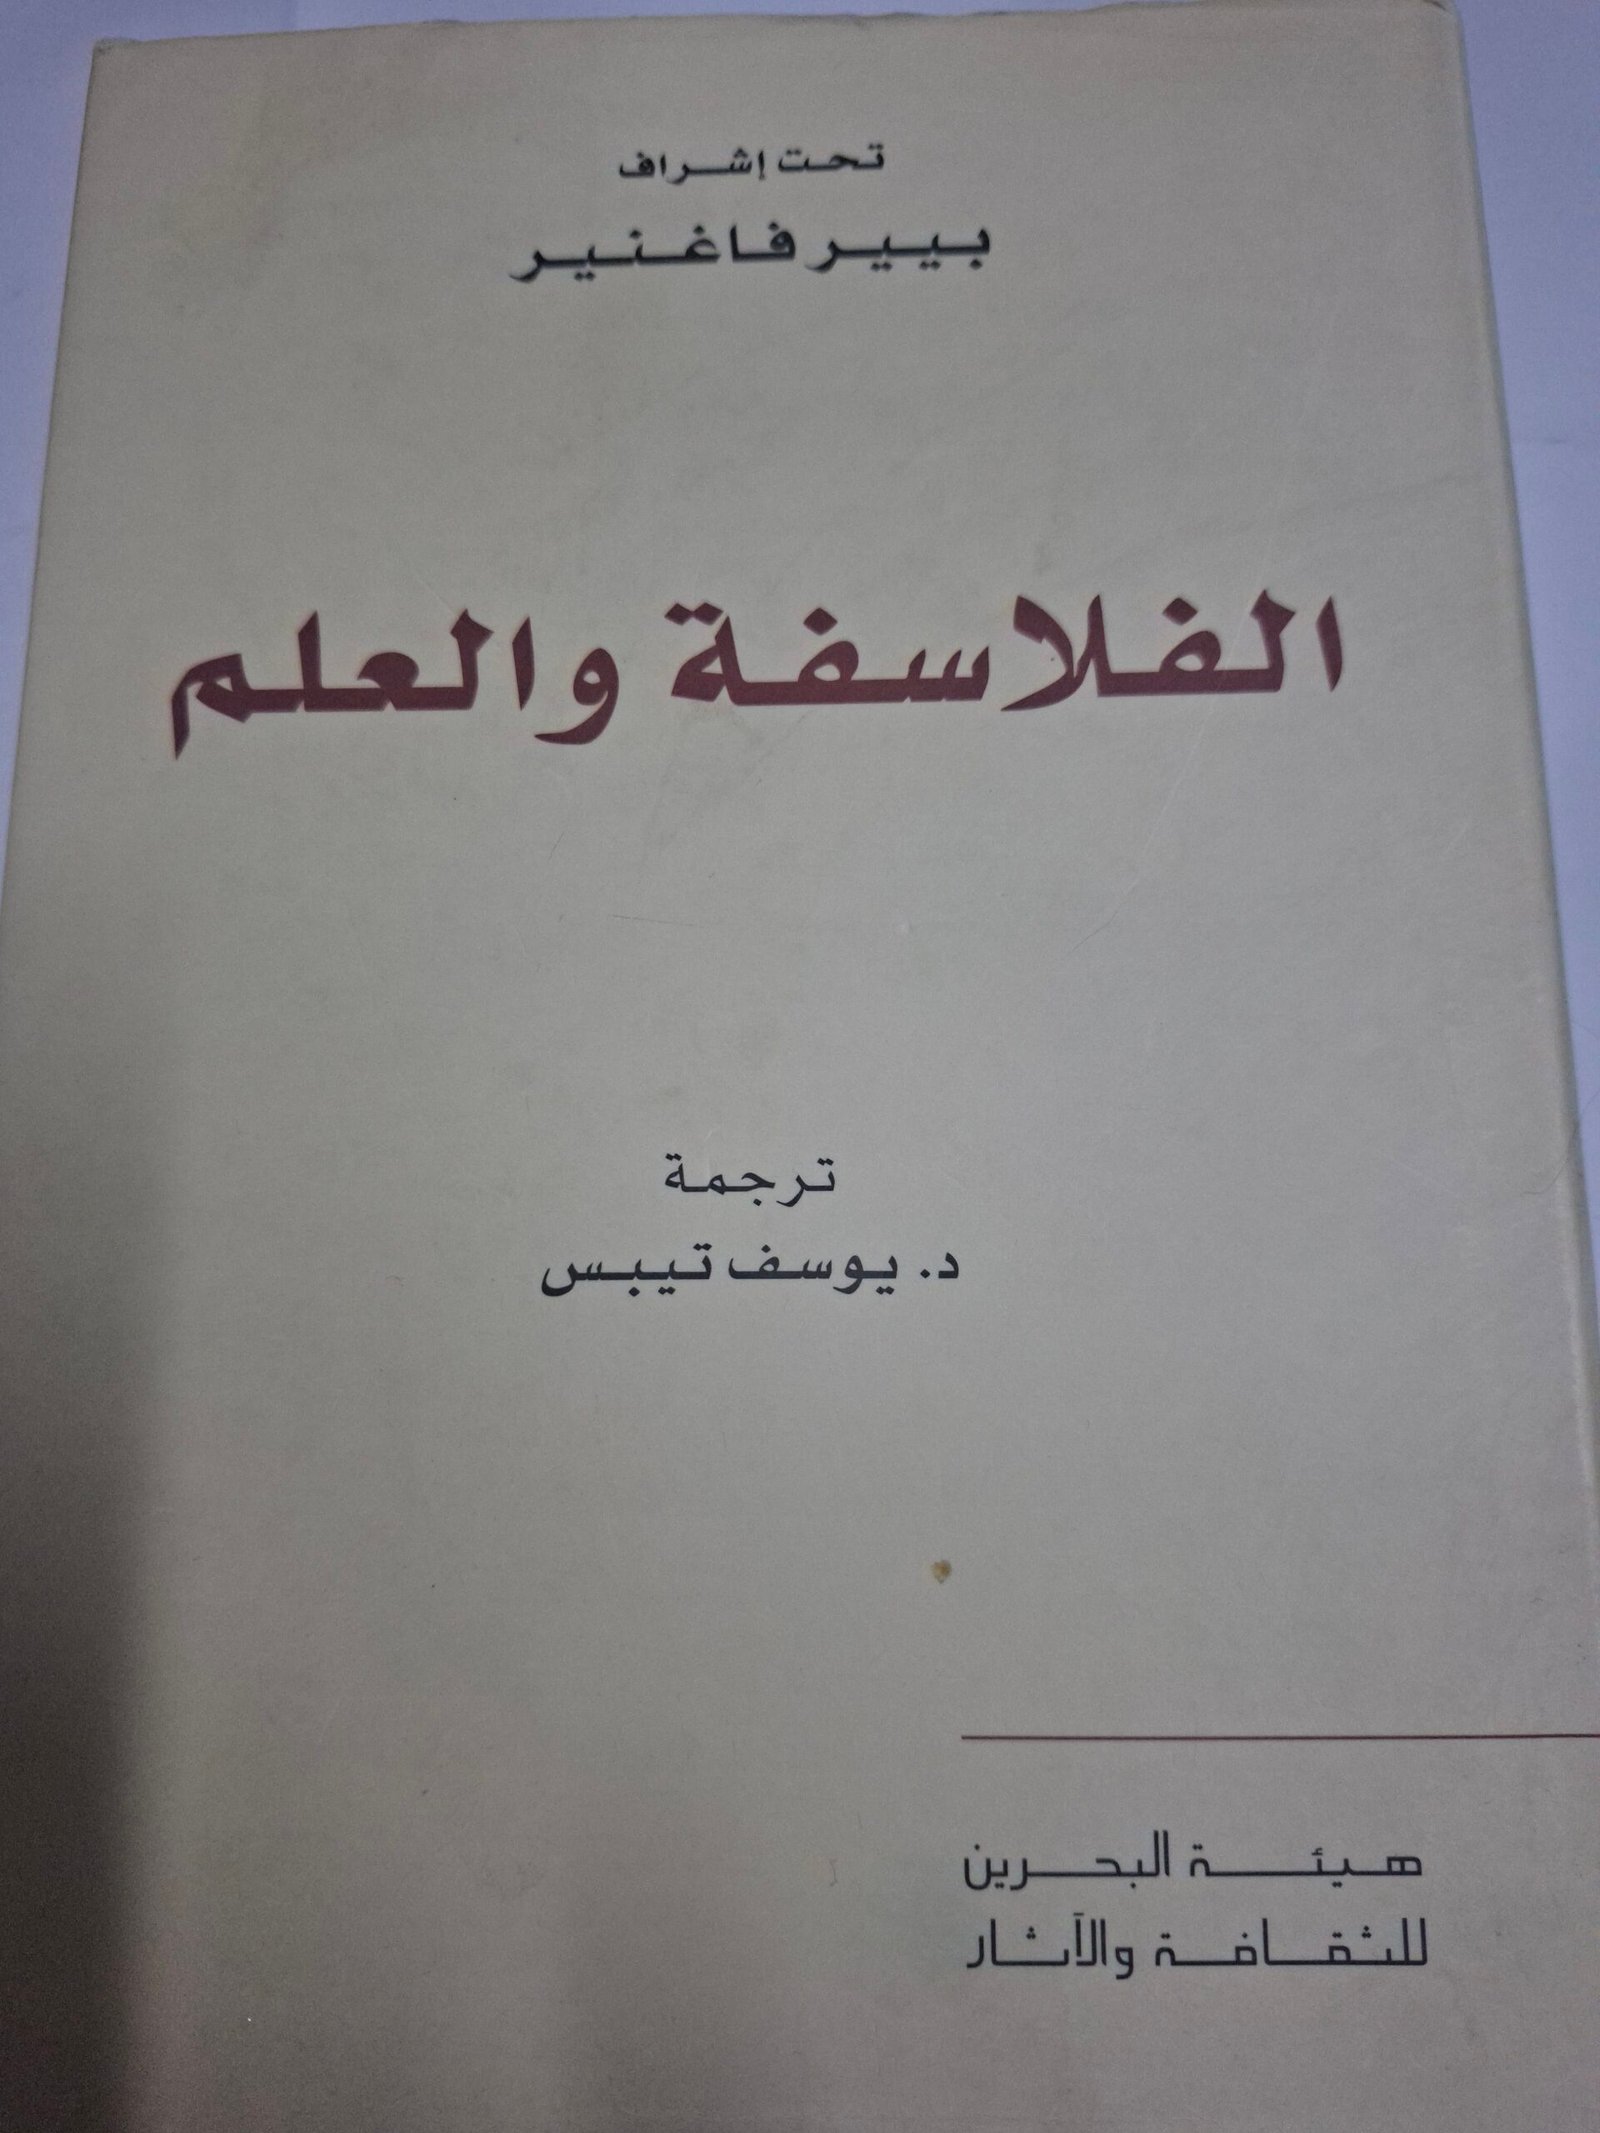 تحت إشراف
بيير فاغنير
الفلاسفة والعلم
ترجمة
د. يوسف تيبس
هيئة البحرين
للثقافة والآثار